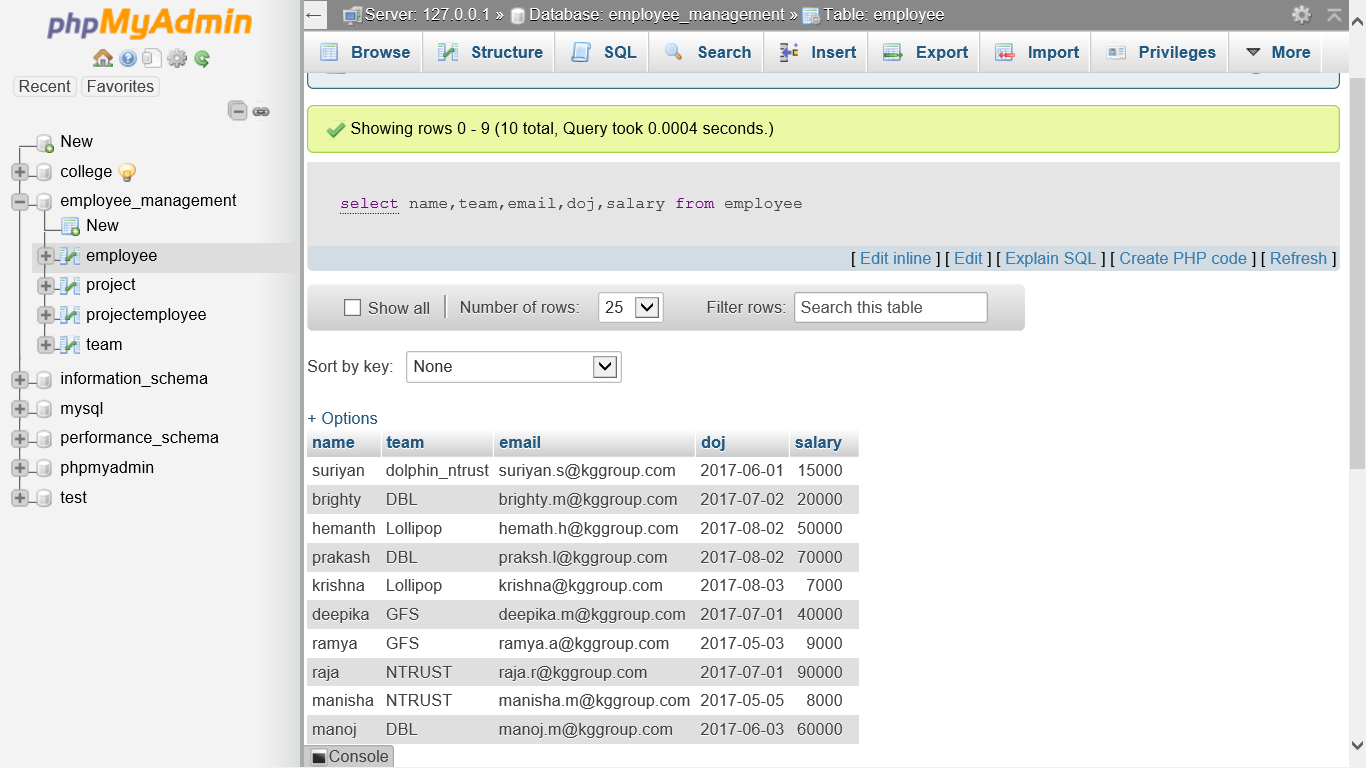 phpMyAdmin
Recent Favorites
New
college
employee_management
New
employee
project
projectemployee
team
information_schema
mysql
performance_schema
phpmyadmin
test
Server: 127.0.0.1 » Database: employee_management » Table: employee
Browse Structure SQL Search Insert Export Import Privileges More
Showing rows 0 - 9 (10 total, Query took 0.0004 seconds.)
select name,team,email,doj,salary from employee
[ Edit inline ] [ Edit ] [ Explain SQL ] [ Create PHP code ] [ Refresh ]
Show all Number of rows: 25 Filter rows: Search this table
Sort by key: None
+ Options
name team email doj salary
suriyan dolphin_ntrust suriyan.s@kggroup.com 2017-06-01 15000
brighty DBL brighty.m@kggroup.com 2017-07-02 20000
hemanth Lollipop hemath.h@kggroup.com 2017-08-02 50000
prakash DBL praksh.l@kggroup.com 2017-08-02 70000
krishna Lollipop krishna@kggroup.com 2017-08-03 7000
deepika GFS deepika.m@kggroup.com 2017-07-01 40000
ramya GFS ramya.a@kggroup.com 2017-05-03 9000
raja NTRUST raja.r@kggroup.com 2017-07-01 90000
manisha NTRUST manisha.m@kggroup.com 2017-05-05 8000
manoj DBL manoj.m@kggroup.com 2017-06-03 60000
Console